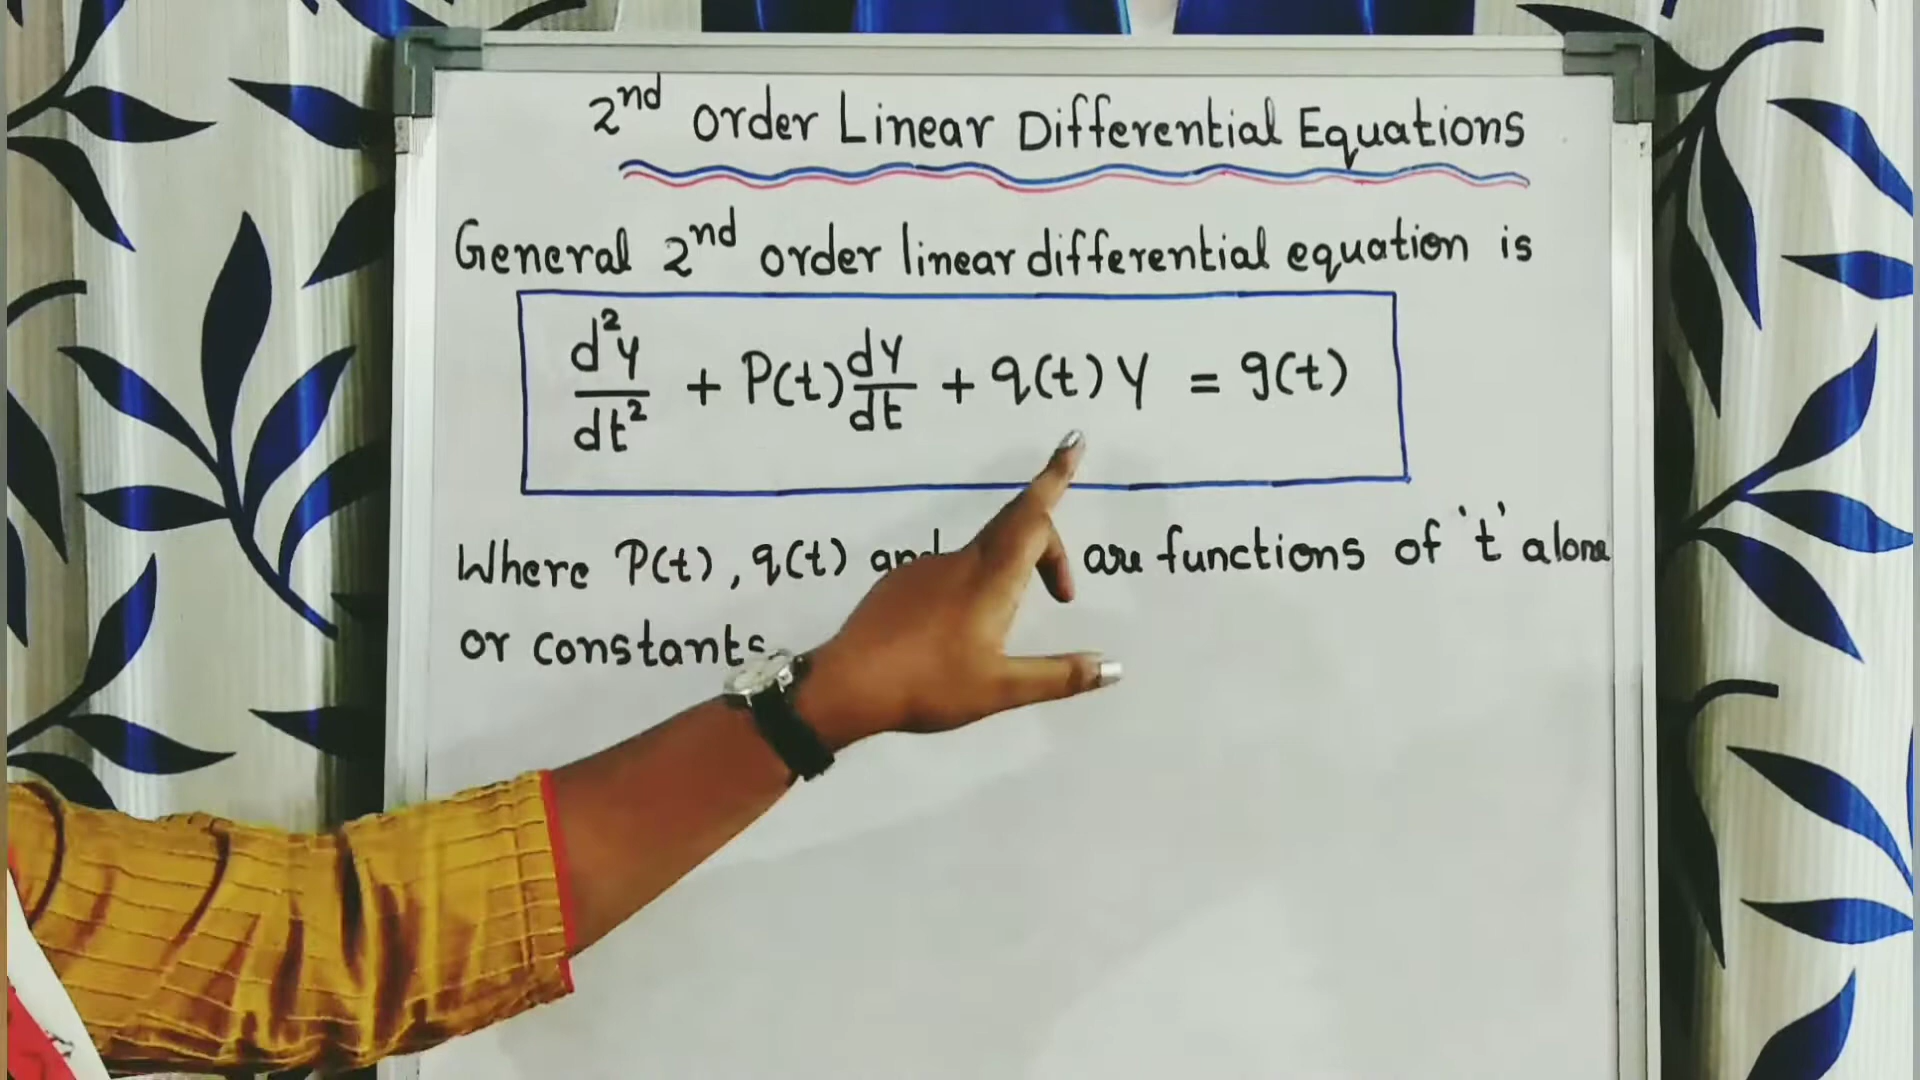 2nd order Linear Differential Equations
General 2nd order linear differential equation is
d²y/dt² + P(t) dy/dt + q(t) y = g(t)
Where P(t), q(t) and are functions of 't' alone
or constants